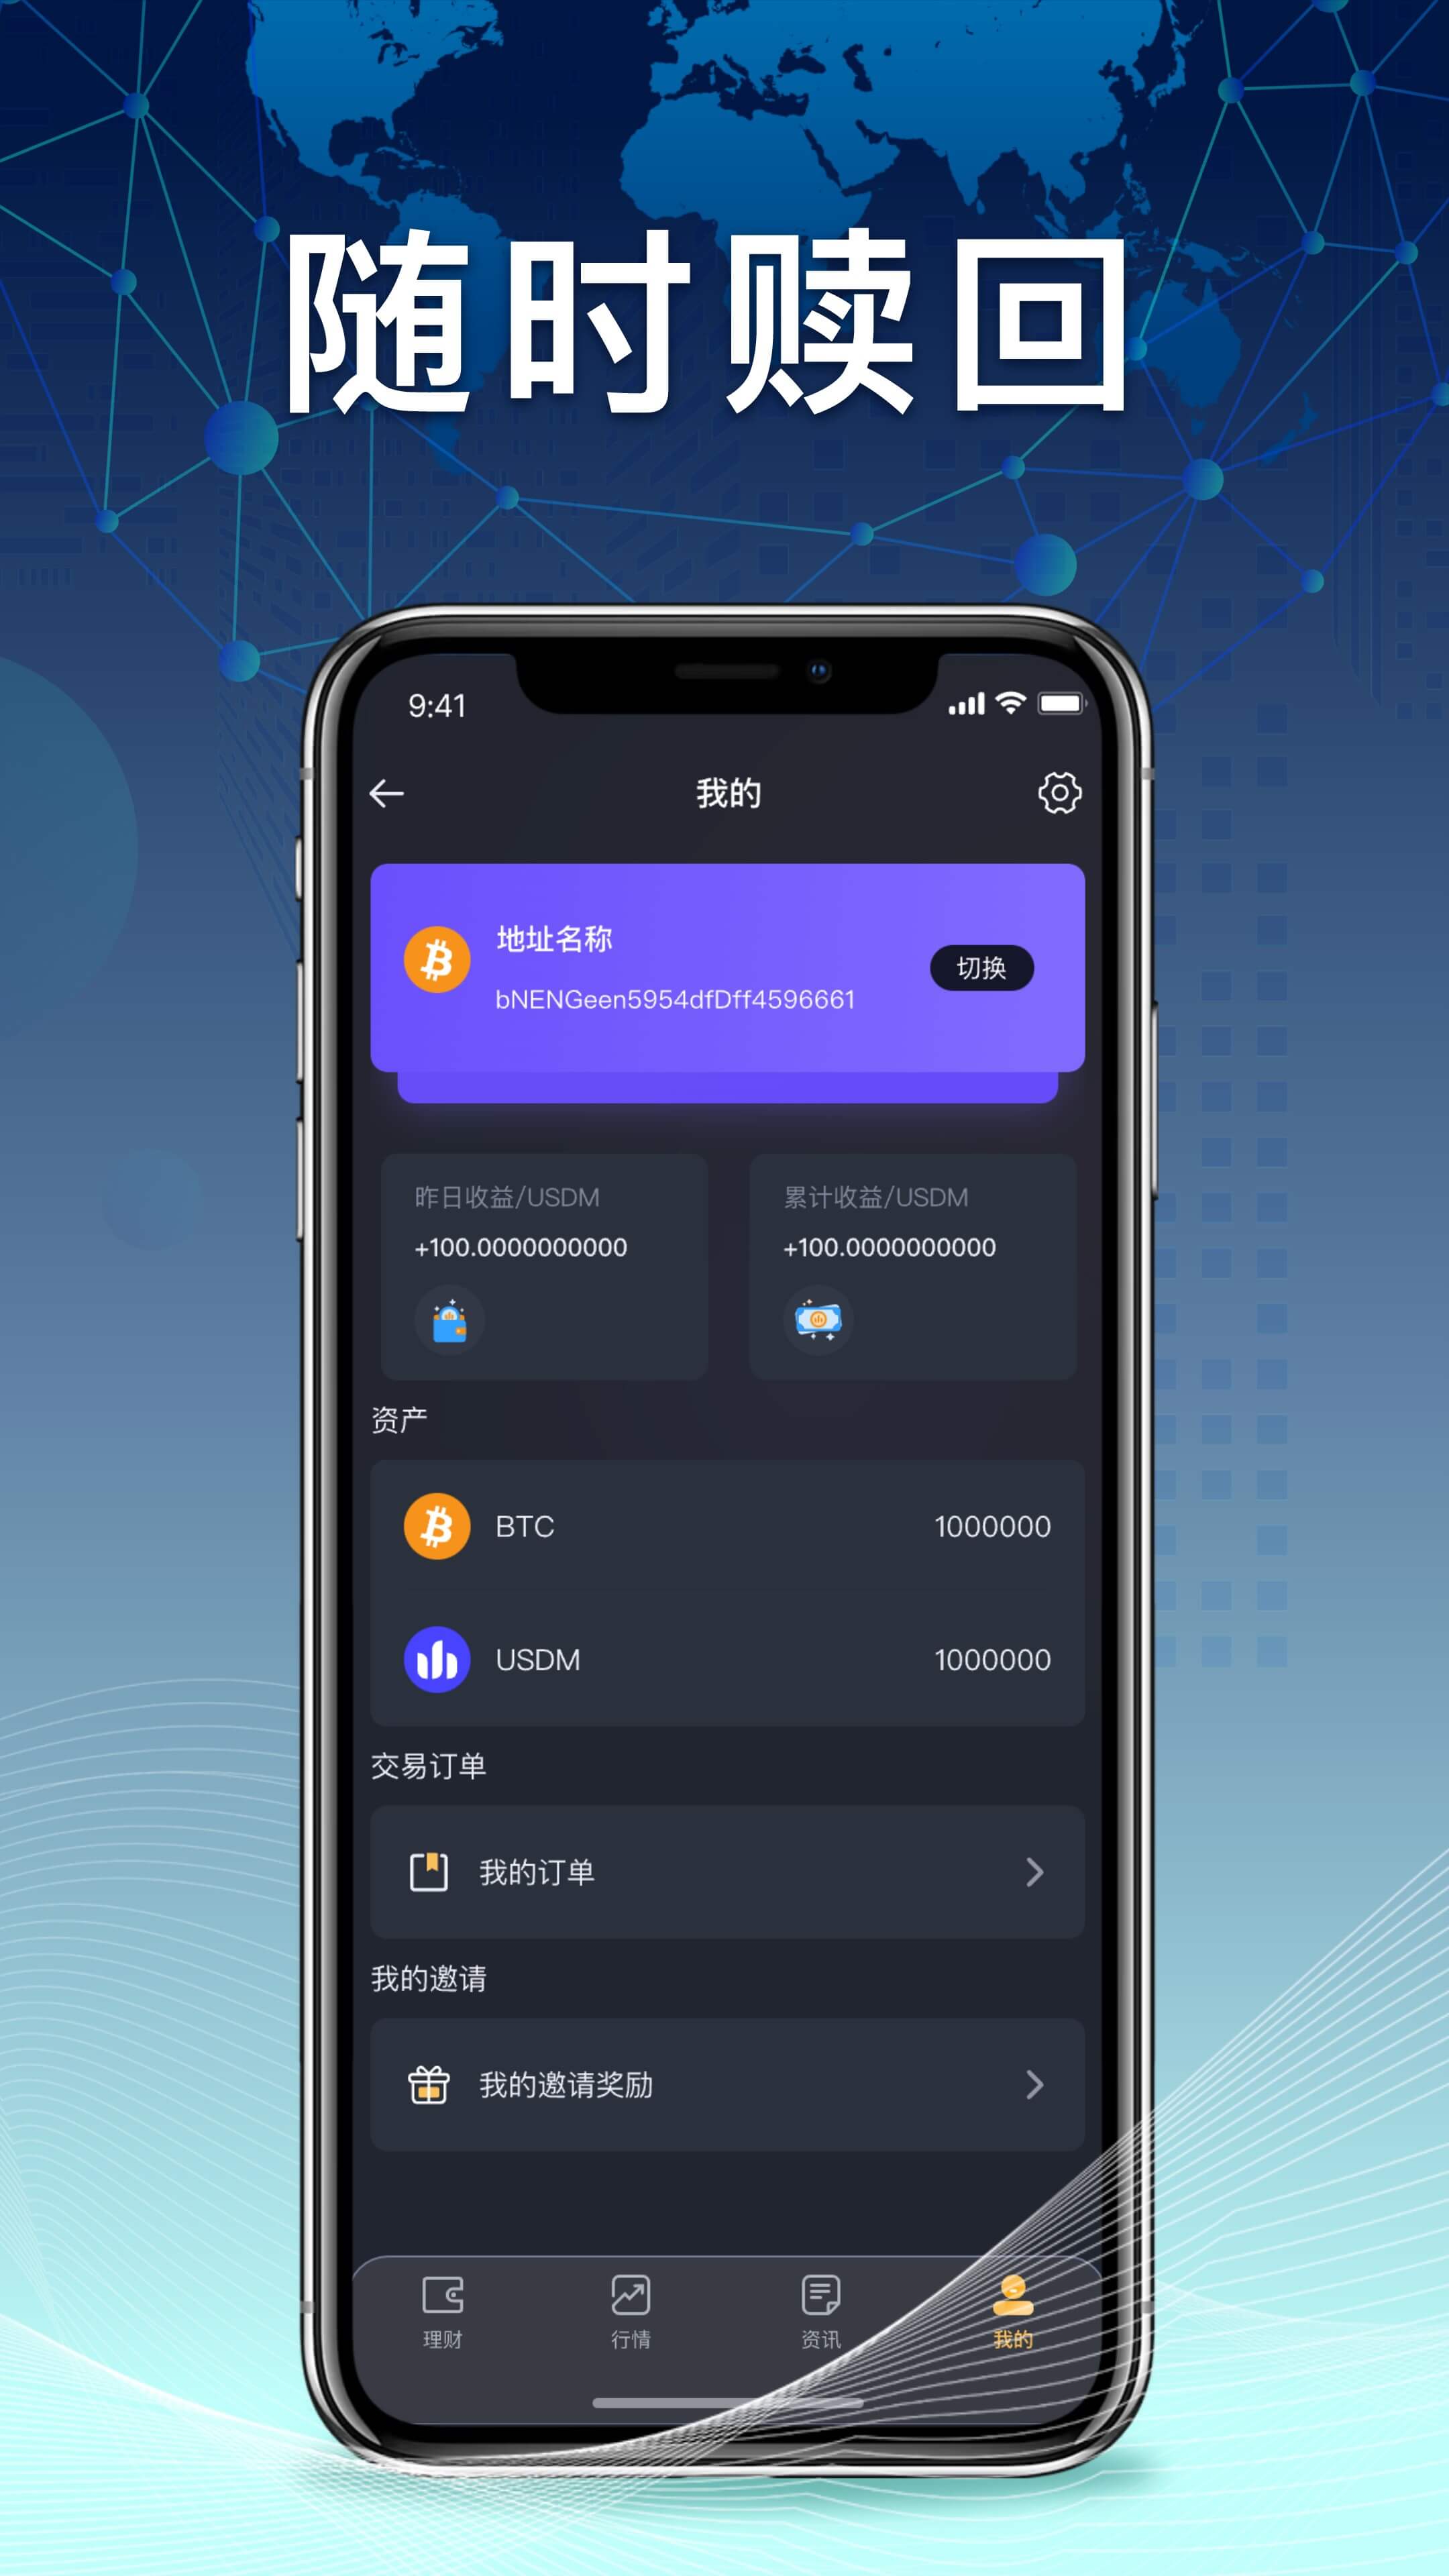 随时赎回
9:41
我的
地址名称
bNENGeen5954dfDff4596661
切换
昨日收益/USDM
+100.0000000000
累计收益/USDM
+100.0000000000
资产
BTC
1000000
USDM
1000000
交易订单
我的订单
我的邀请
我的邀请奖励
理财
行情
资讯
我的